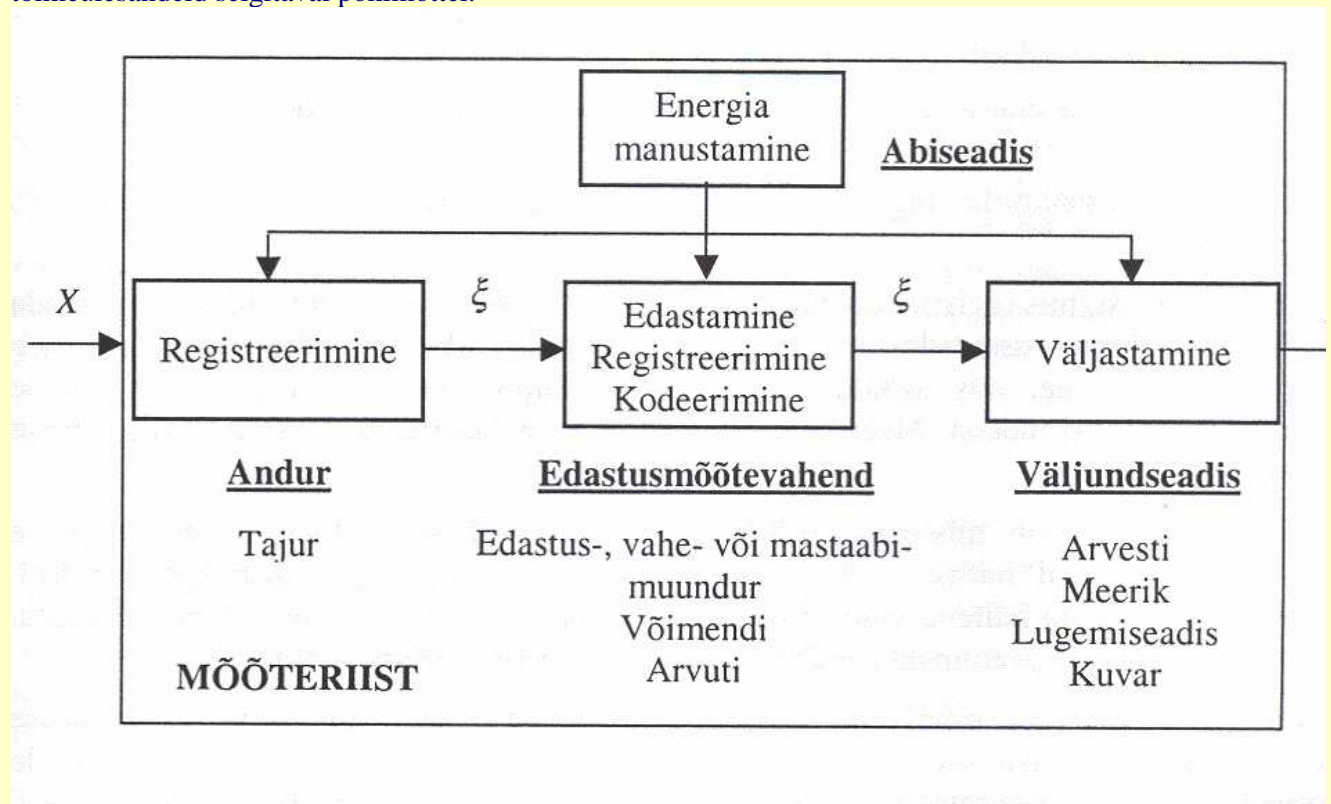 Energia
manustamine
Abiseadis
X
ξ
ξ
Registreerimine
Edastamine
Registreerimine
Kodeerimine
Väljastamine
Andur
Edastusmõõtevahend
Väljundseadis
Tajur
Edastus-, vahe- või mastaabi-
muundur
Võimendi
Arvuti
Arvesti
Meerik
Lugemiseadis
Kuvar
MÕÕTERIIST